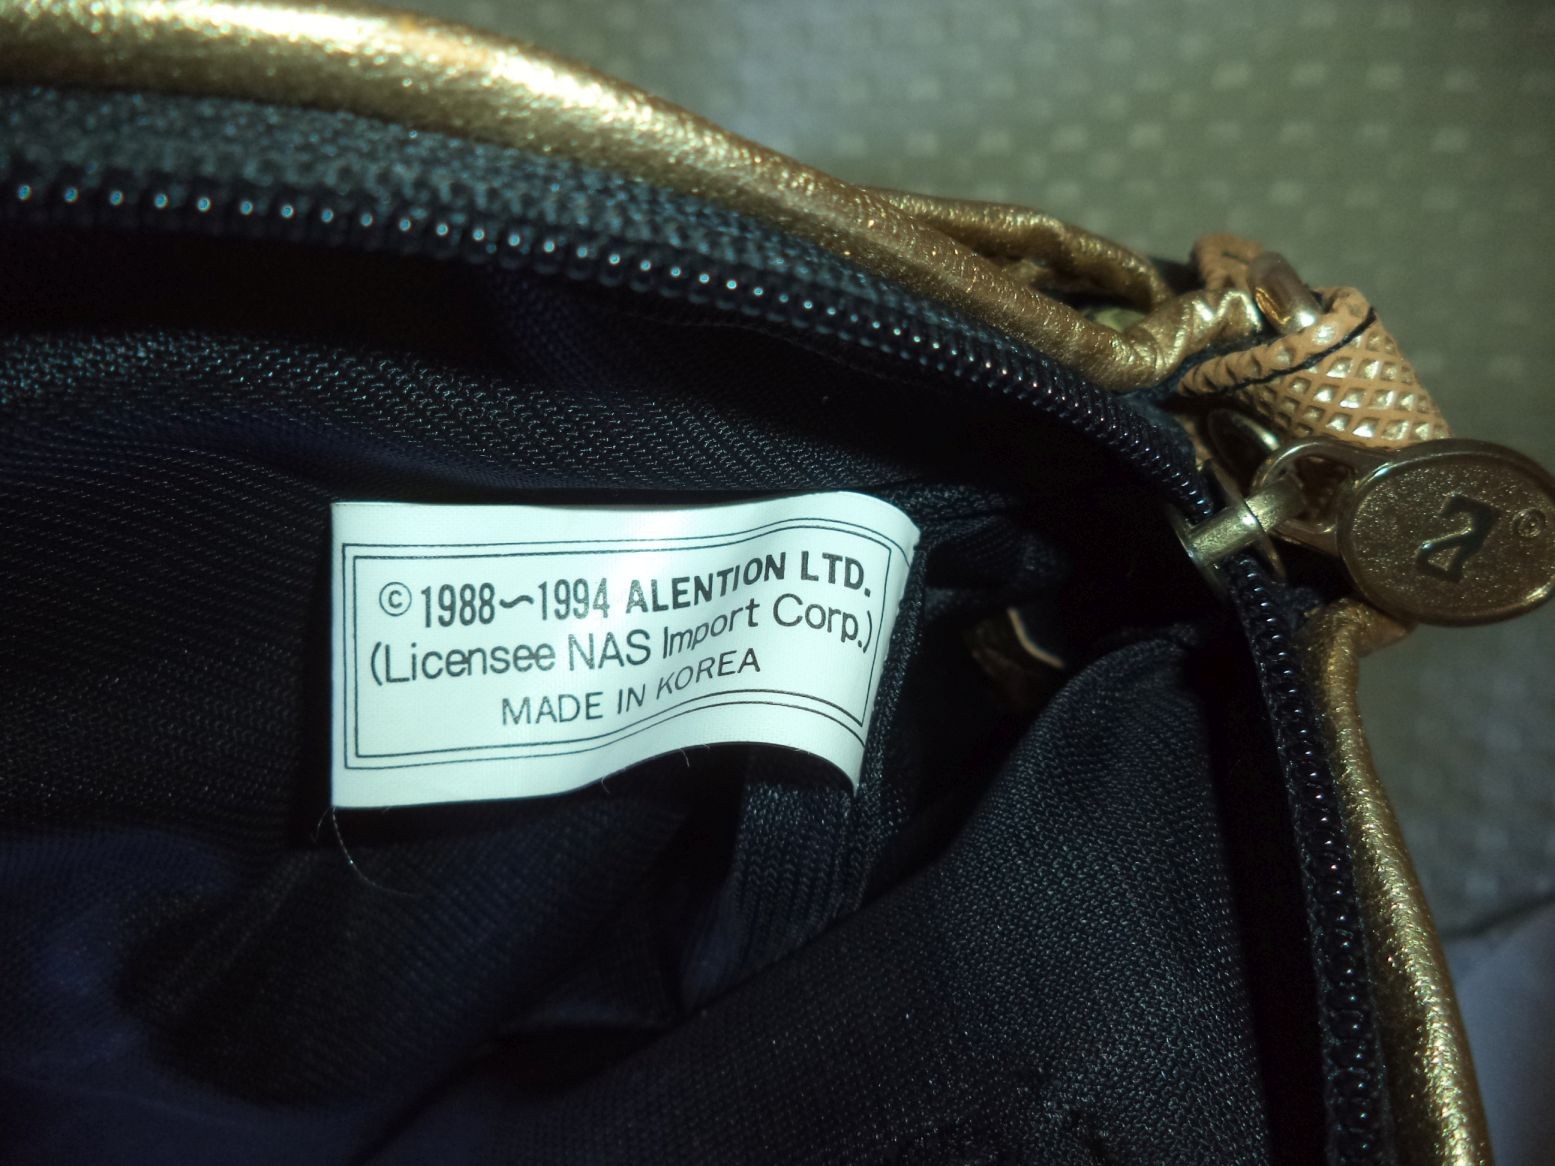 © 1988~1994 ALENTION LTD.
(Licensee NAS Import Corp.)
MADE IN KOREA
a ©